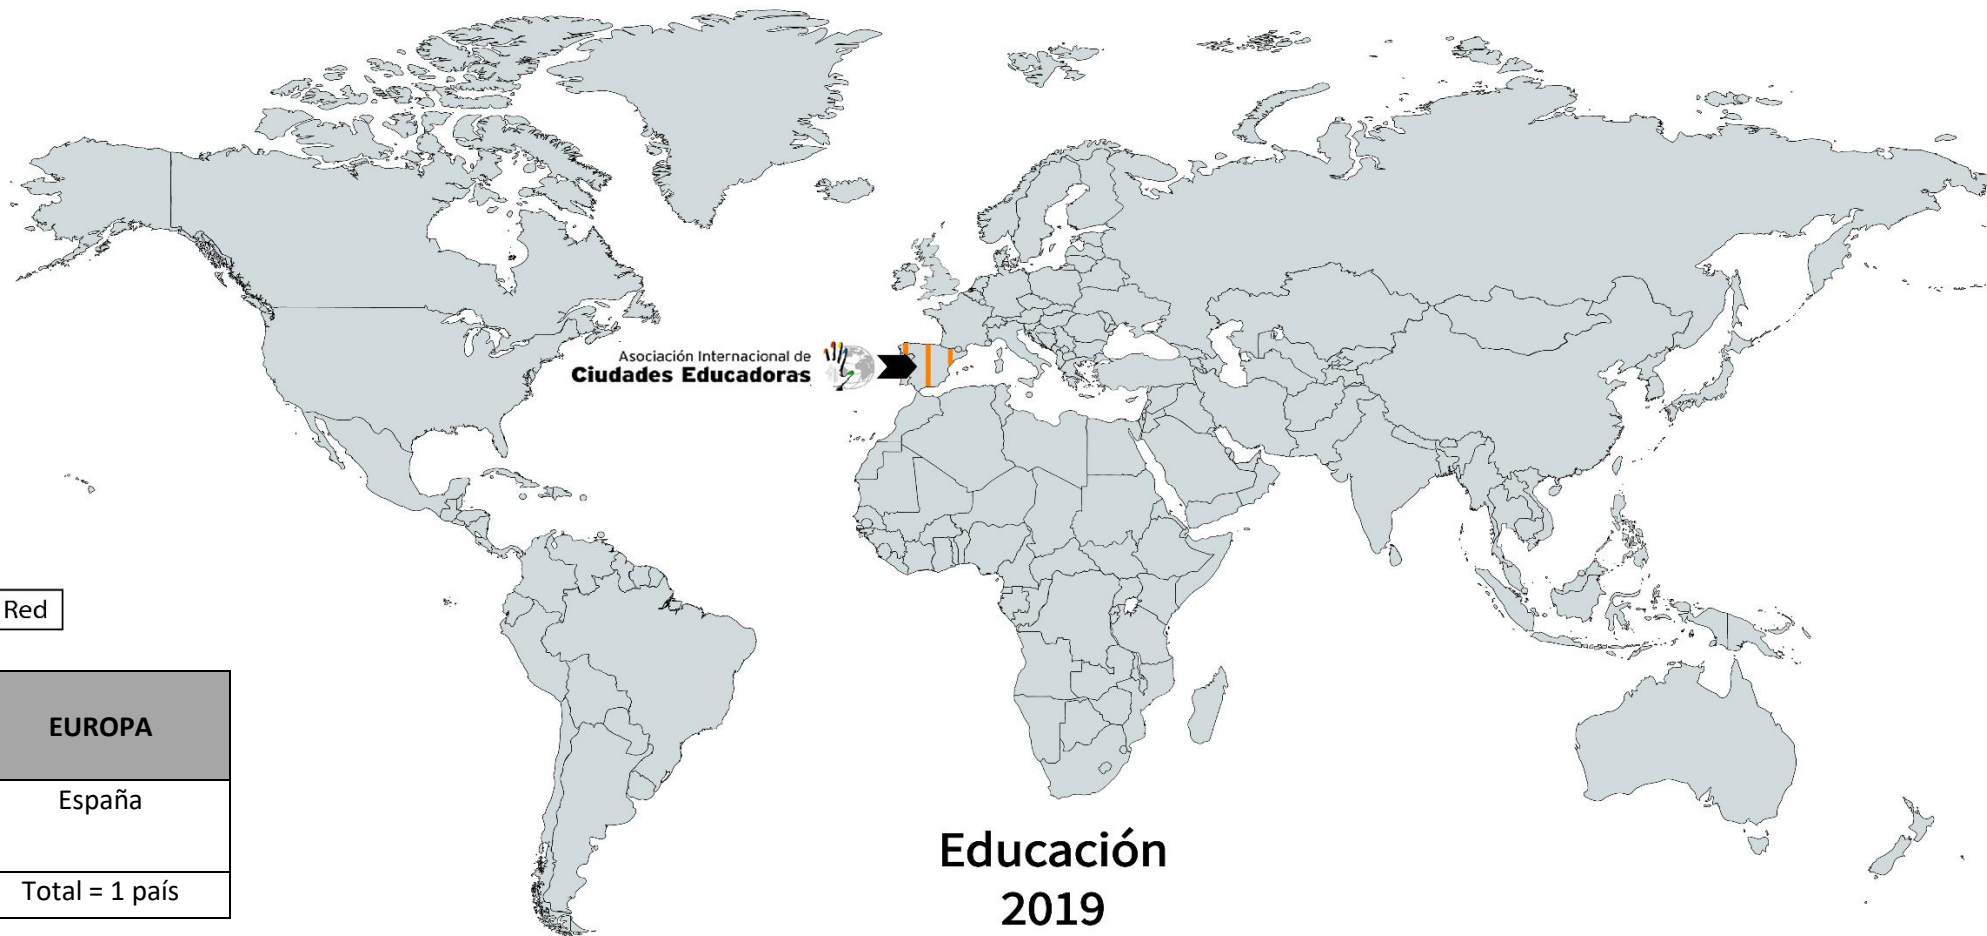 Asociación Internacional de
Ciudades Educadoras
Red
EUROPA
España
Total = 1 país
Educación
2019